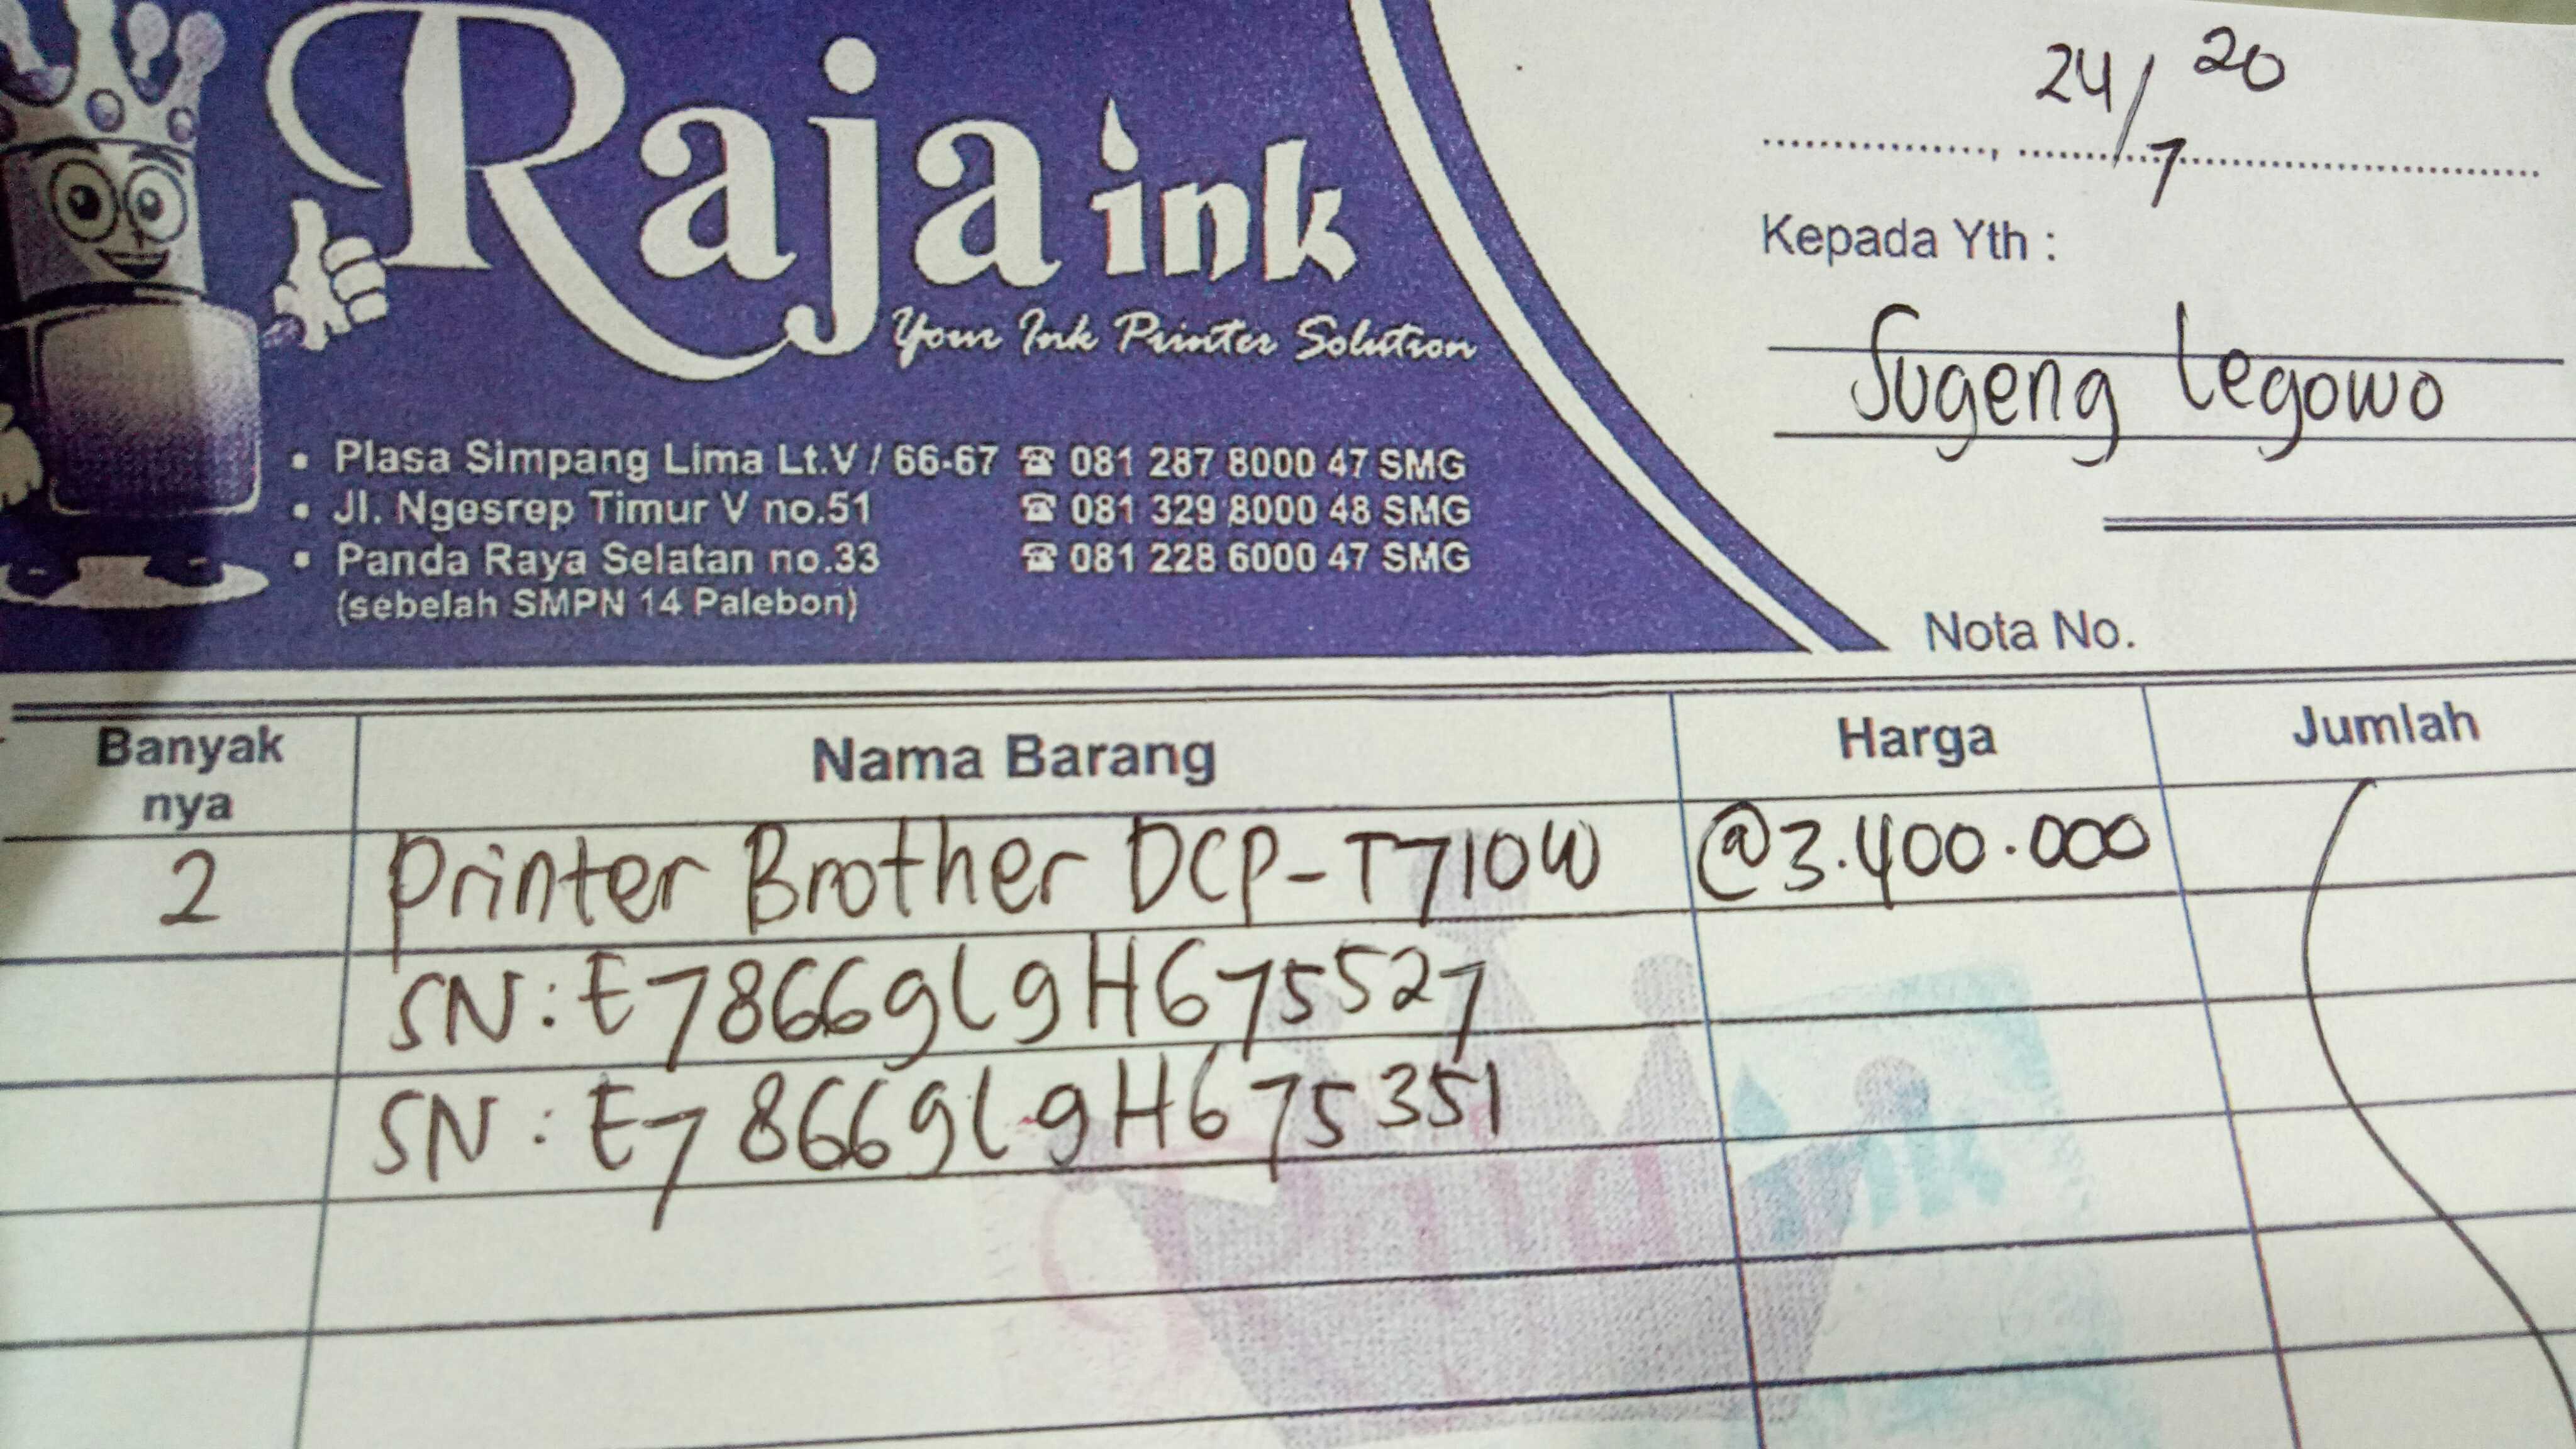 Raja ink
Your Ink Printer Solution
• Plasa Simpang Lima Lt.V / 66-67 ☎ 081 287 8000 47 SMG
• Jl. Ngesrep Timur V no.51 ☎ 081 329 8000 48 SMG
• Panda Raya Selatan no.33 ☎ 081 228 6000 47 SMG
(sebelah SMPN 14 Palebon)
24/7 20
Kepada Yth :
Sugeng Legowo
Nota No.
Banyak nya Nama Barang Harga Jumlah
2 Printer Brother DCP-T710W @3.400.000
SN: E78669L9H675527
SN : E78669L9H675351